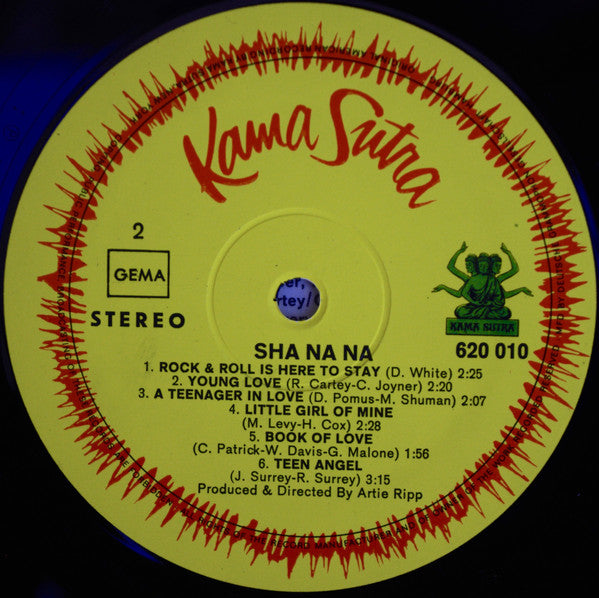 Kama Sutra
2
GEMA
STEREO
KAMA SUTRA
620 010
SHA NA NA
1. ROCK & ROLL IS HERE TO STAY (D. White) 2:25
2. YOUNG LOVE (R. Cartey-C. Joyner) 2:20
3. A TEENAGER IN LOVE (D. Pomus-M. Shuman) 2:07
4. LITTLE GIRL OF MINE
(M. Levy-H. Cox) 2:28
5. BOOK OF LOVE
(C. Patrick-W. Davis-G. Malone) 1:56
6. TEEN ANGEL
(J. Surrey-R. Surrey) 3:15
Produced & Directed By Artie Ripp